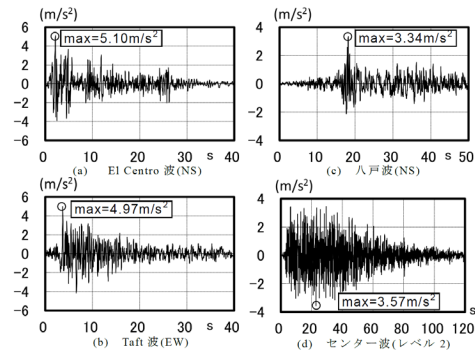 (m/s²)
max=5.10m/s²
6
4
2
0
−2
−4
−6
0 10 20 30 s 40
(a) El Centro 波(NS)
(m/s²)
max=3.34m/s²
4
2
0
−2
−4
0 10 20 30 40 s 50
(c) 八戸波(NS)
(m/s²)
max=4.97m/s²
6
4
2
0
−2
−4
−6
0 10 20 30 s 40
(b) Taft 波(EW)
(m/s²)
4
2
0
−2
−4
max=3.57m/s²
0 20 40 60 80 100 120 s
(d) センター波(レベル 2)